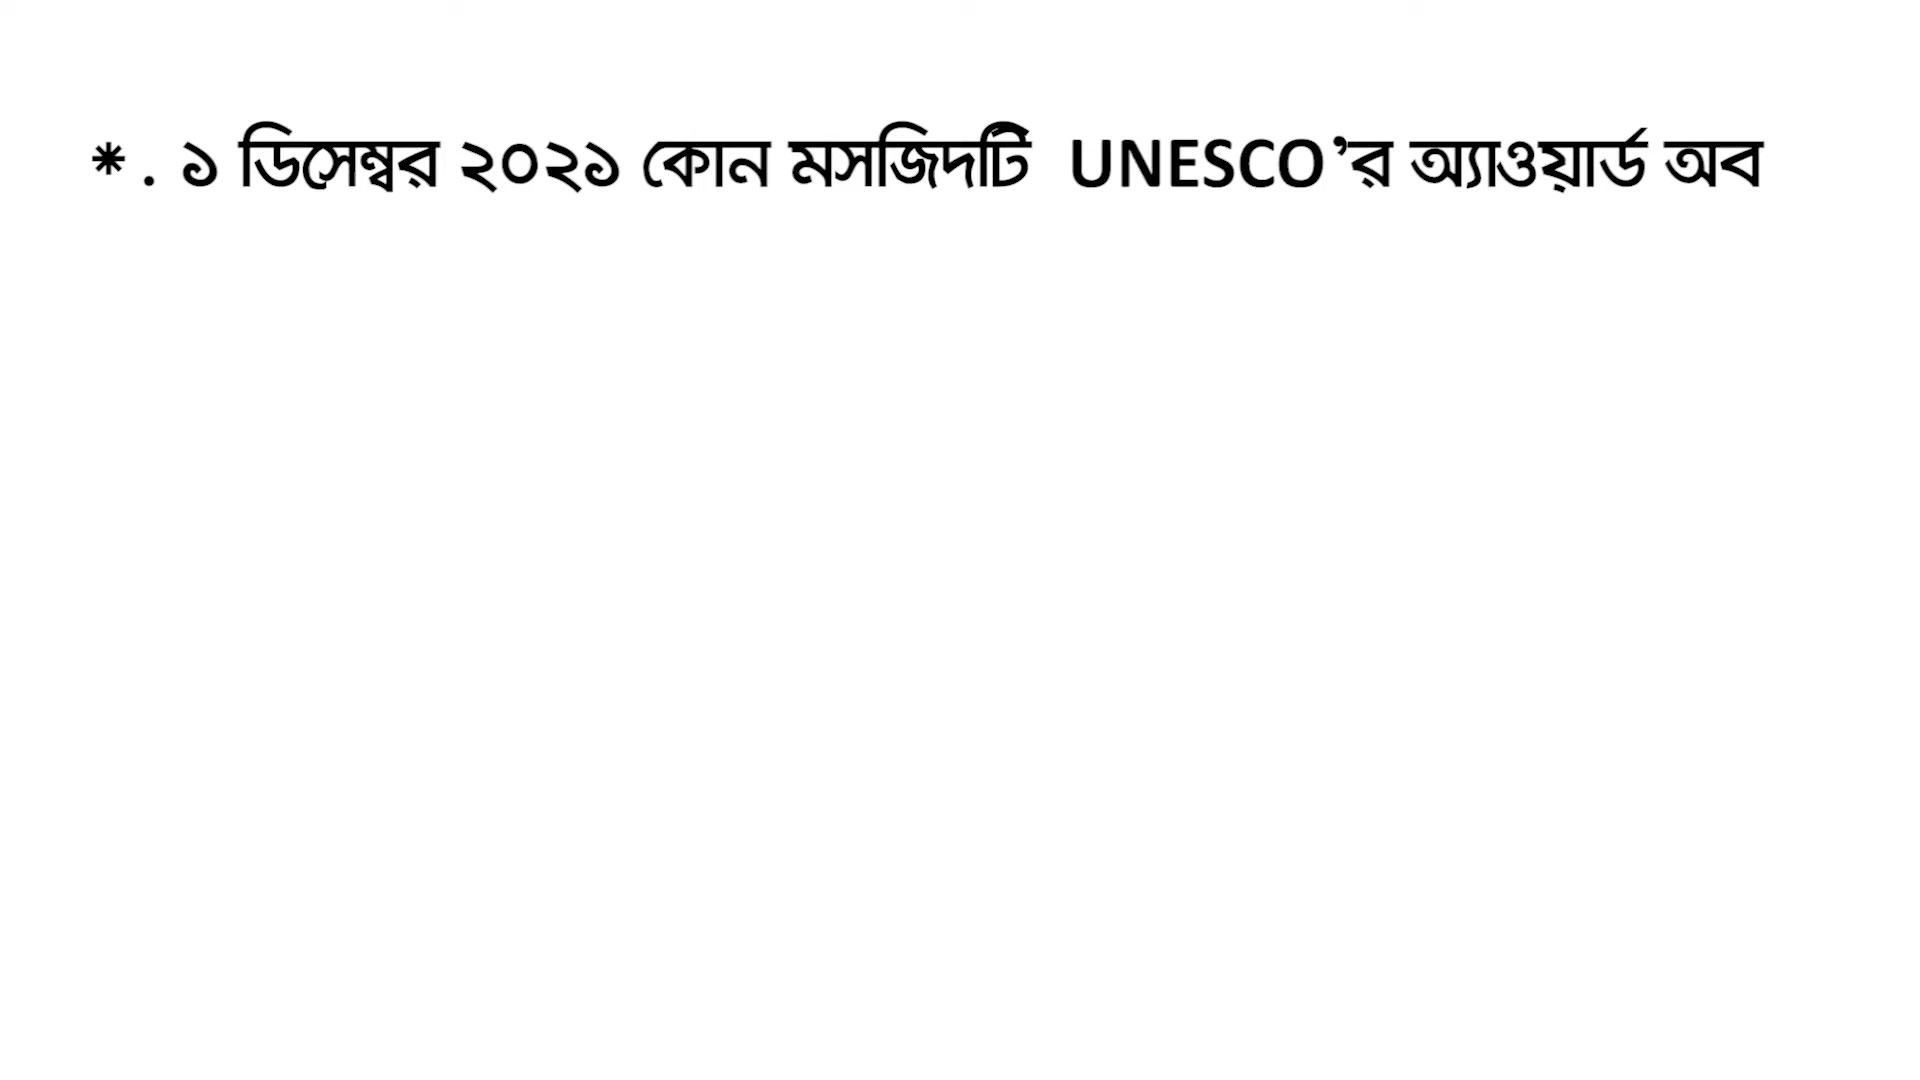 * . ১ ডিসেম্বর ২০২১ কোন মসজিদটি  UNESCO’র অ্যাওয়ার্ড অব